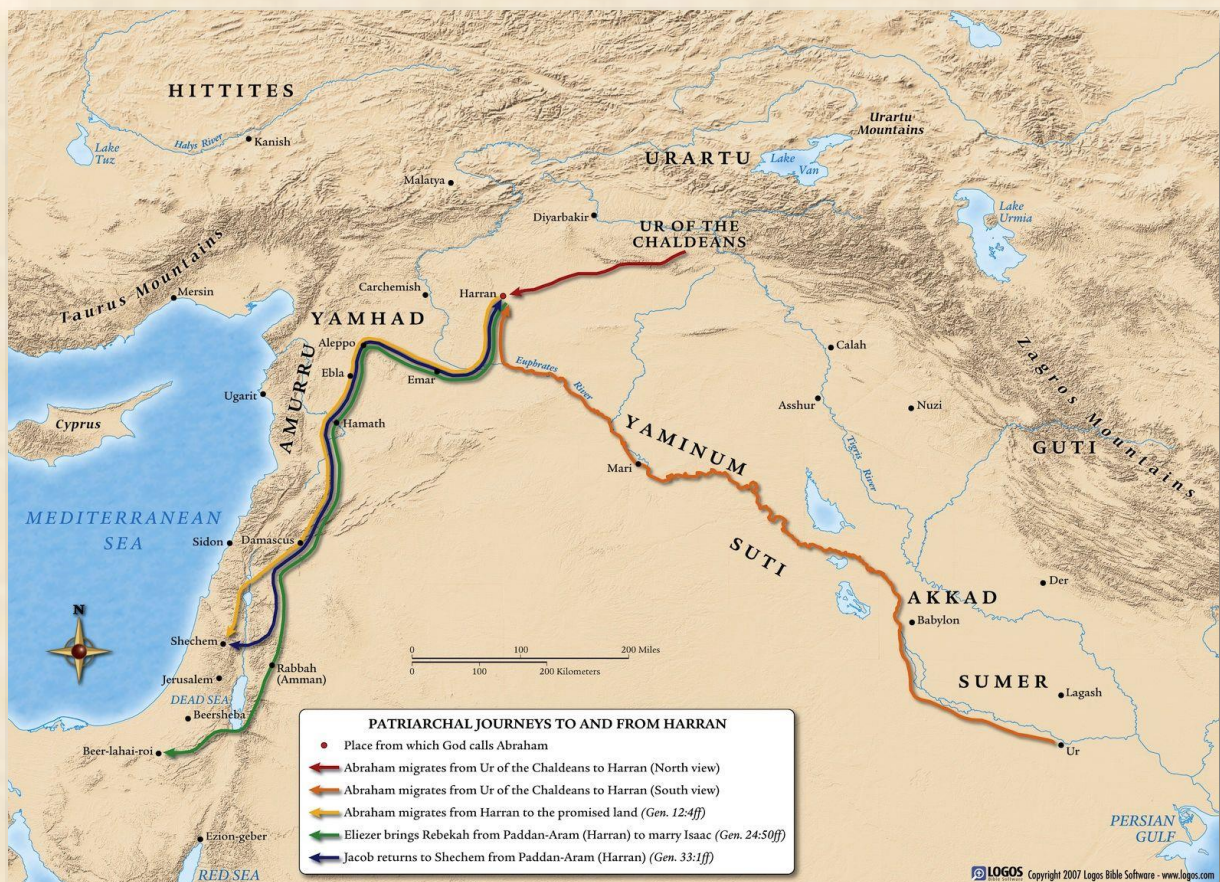 HITTITES
Halys River
Kanish
Lake
Tuz
Malatya
URARTU
Urartu
Mountains
Lake
Van
Diyarbakir
UR OF THE
CHALDEANS
Lake
Urmia
Taurus Mountains
Mersin
Carchemish
Harran
YAMHAD
Aleppo
Ebla
Emar
Euphrates
River
Calah
Zagros Mountains
Ugarit
AMURRU
Cyprus
Hamath
Asshur
Nuzi
YAMINUM
GUTI
Mari
Tigris
River
MEDITERRANEAN
SEA
Sidon
Damascus
SUTI
Der
AKKAD
Babylon
N
Shechem
0 100 200 Miles
0 100 200 Kilometers
Rabbah
(Amman)
Jerusalem
DEAD SEA
SUMER
Lagash
Beersheba
Beer-lahai-roi
Ur
PATRIARCHAL JOURNEYS TO AND FROM HARRAN
Place from which God calls Abraham
Abraham migrates from Ur of the Chaldeans to Harran (North view)
Abraham migrates from Ur of the Chaldeans to Harran (South view)
Abraham migrates from Harran to the promised land (Gen. 12:4ff)
Eliezer brings Rebekah from Paddan-Aram (Harran) to marry Isaac (Gen. 24:50ff)
Jacob returns to Shechem from Paddan-Aram (Harran) (Gen. 33:1ff)
Ezion-geber
RED SEA
PERSIAN
GULF
LOGOS
Bible Software
Copyright 2007 Logos Bible Software - www.logos.com